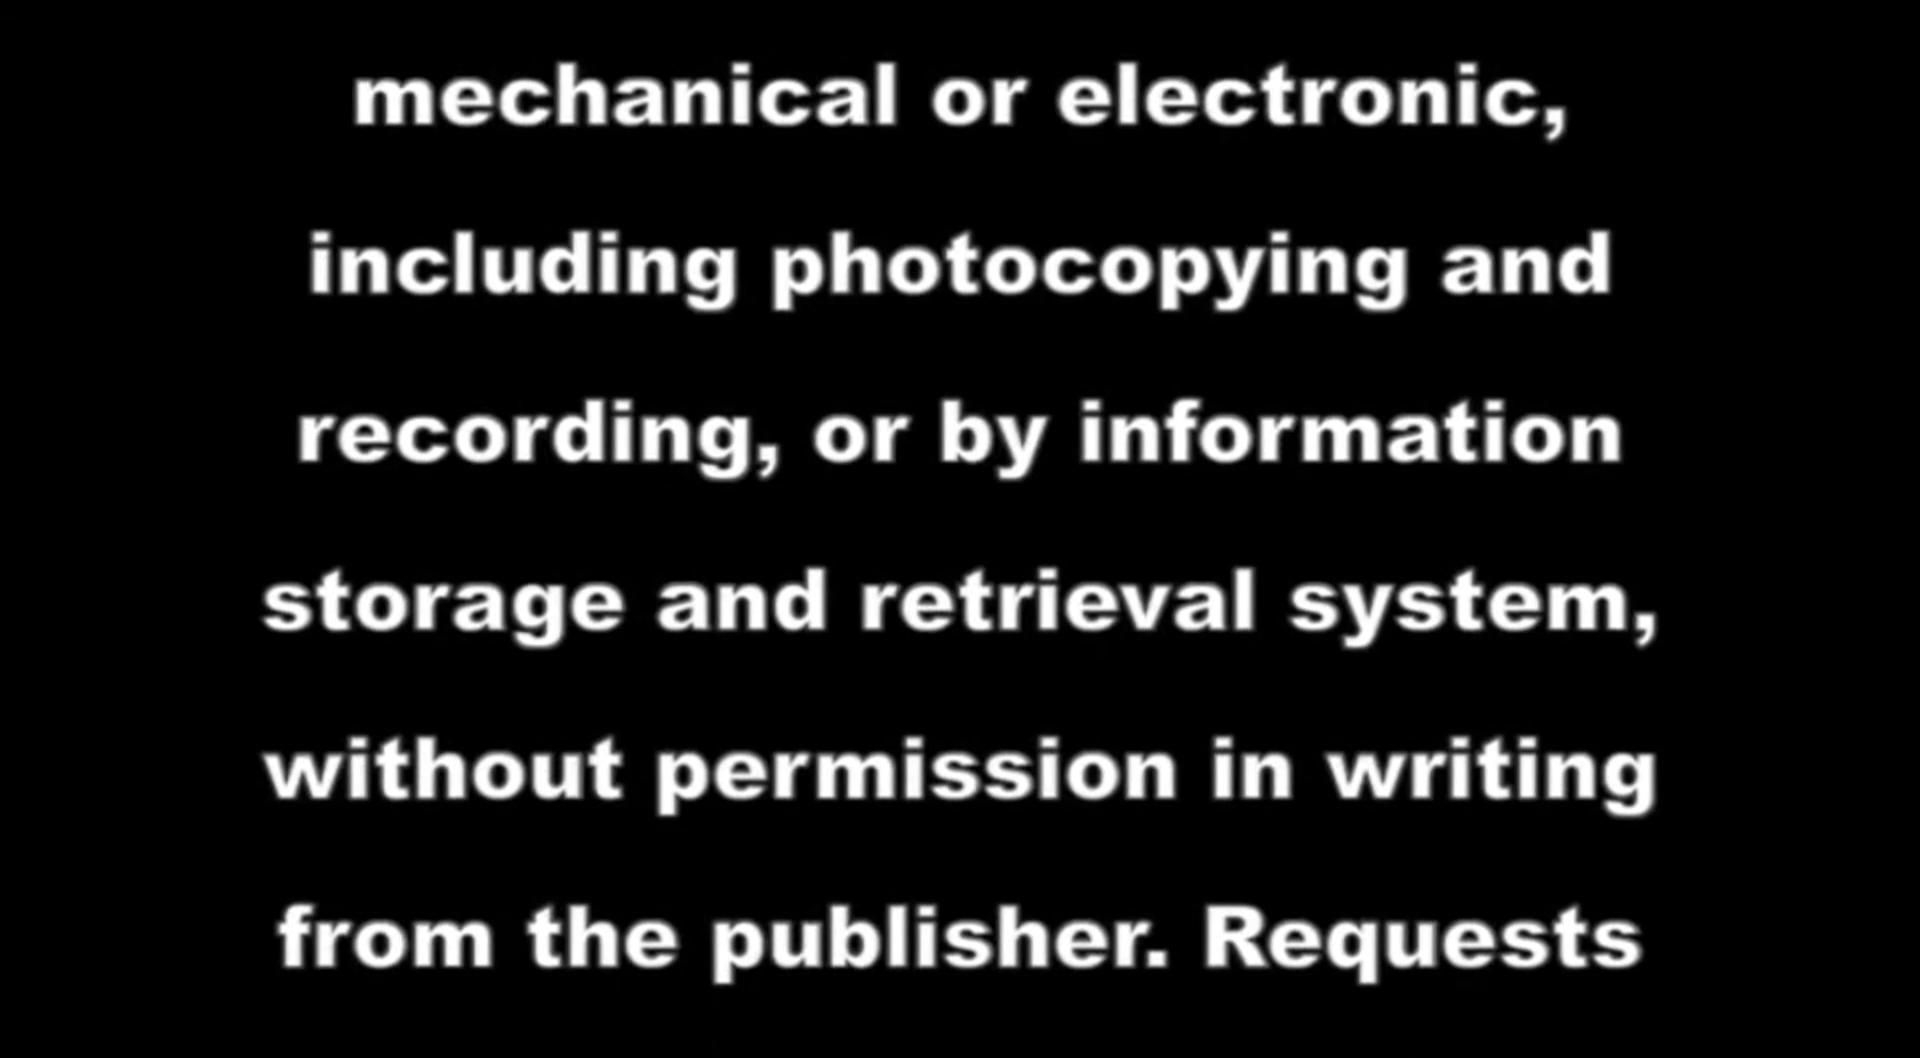 mechanical or electronic,
including photocopying and
recording, or by information
storage and retrieval system,
without permission in writing
from the publisher. Requests